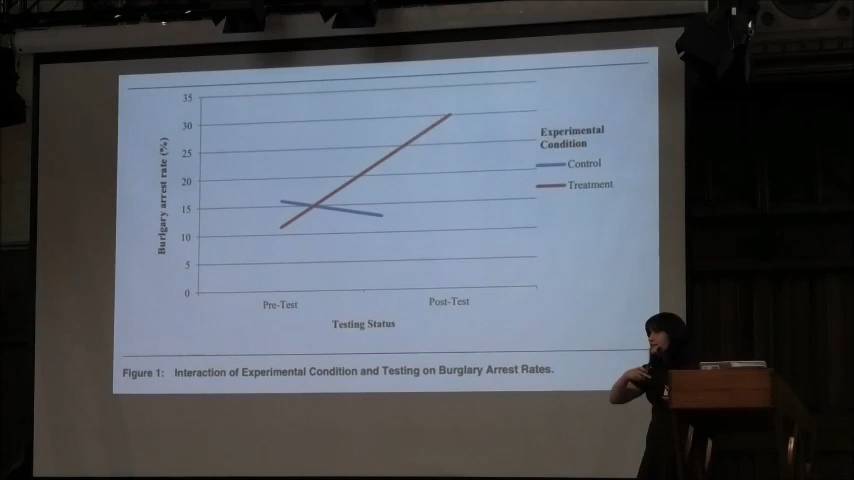 35
30
25
20
15
10
5
0
Burglary arrest rate (%)
Pre-Test
Post-Test
Testing Status
Experimental
Condition
Control
Treatment
Figure 1: Interaction of Experimental Condition and Testing on Burglary Arrest Rates.